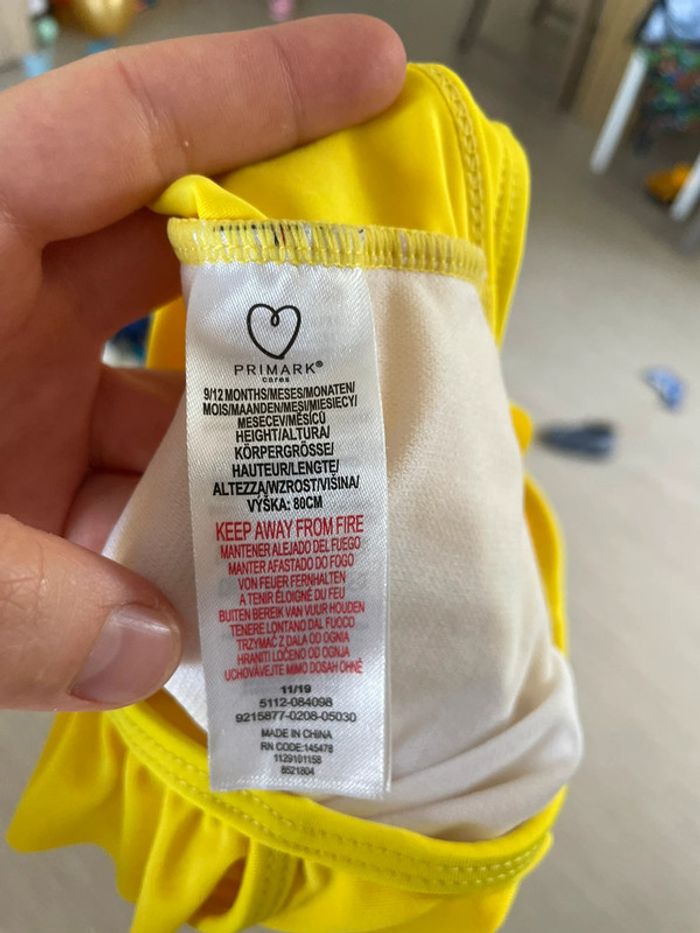 PRIMARK®
cares
9/12 MONTHS/MESES/MONATEN/
MOIS/MAANDEN/MESI/MIESIECY/
MESECEV/MĚSÍCŮ
HEIGHT/ALTURA/
KÖRPERGRÖSSE/
HAUTEUR/LENGTE/
ALTEZZA/WZROST/VIŠINA/
VÝŠKA: 80CM
KEEP AWAY FROM FIRE
MANTENER ALEJADO DEL FUEGO
MANTER AFASTADO DO FOGO
VON FEUER FERNHALTEN
A TENIR ÉLOIGNÉ DU FEU
BUITEN BEREIK VAN VUUR HOUDEN
TENERE LONTANO DAL FUOCO
TRZYMAĆ Z DALA OD OGNIA
HRANITI LOČENO OD OGNJA
UCHOVÁVEJTE MIMO DOSAH OHNĚ
11/19
5112-084098
9215877-0208-05030
MADE IN CHINA
RN CODE:145478
1129101158
8521804